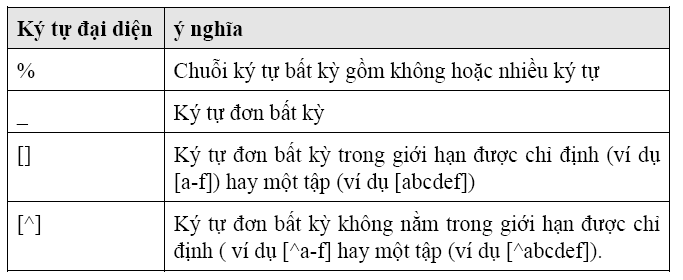 Ký tự đại diện ý nghĩa
% Chuỗi ký tự bất kỳ gồm không hoặc nhiều ký tự
_ Ký tự đơn bất kỳ
[] Ký tự đơn bất kỳ trong giới hạn được chỉ định (ví dụ
[a-f]) hay một tập (ví dụ [abcdef])
[^] Ký tự đơn bất kỳ không nằm trong giới hạn được chỉ
định ( ví dụ [^a-f] hay một tập (ví dụ [^abcdef]).